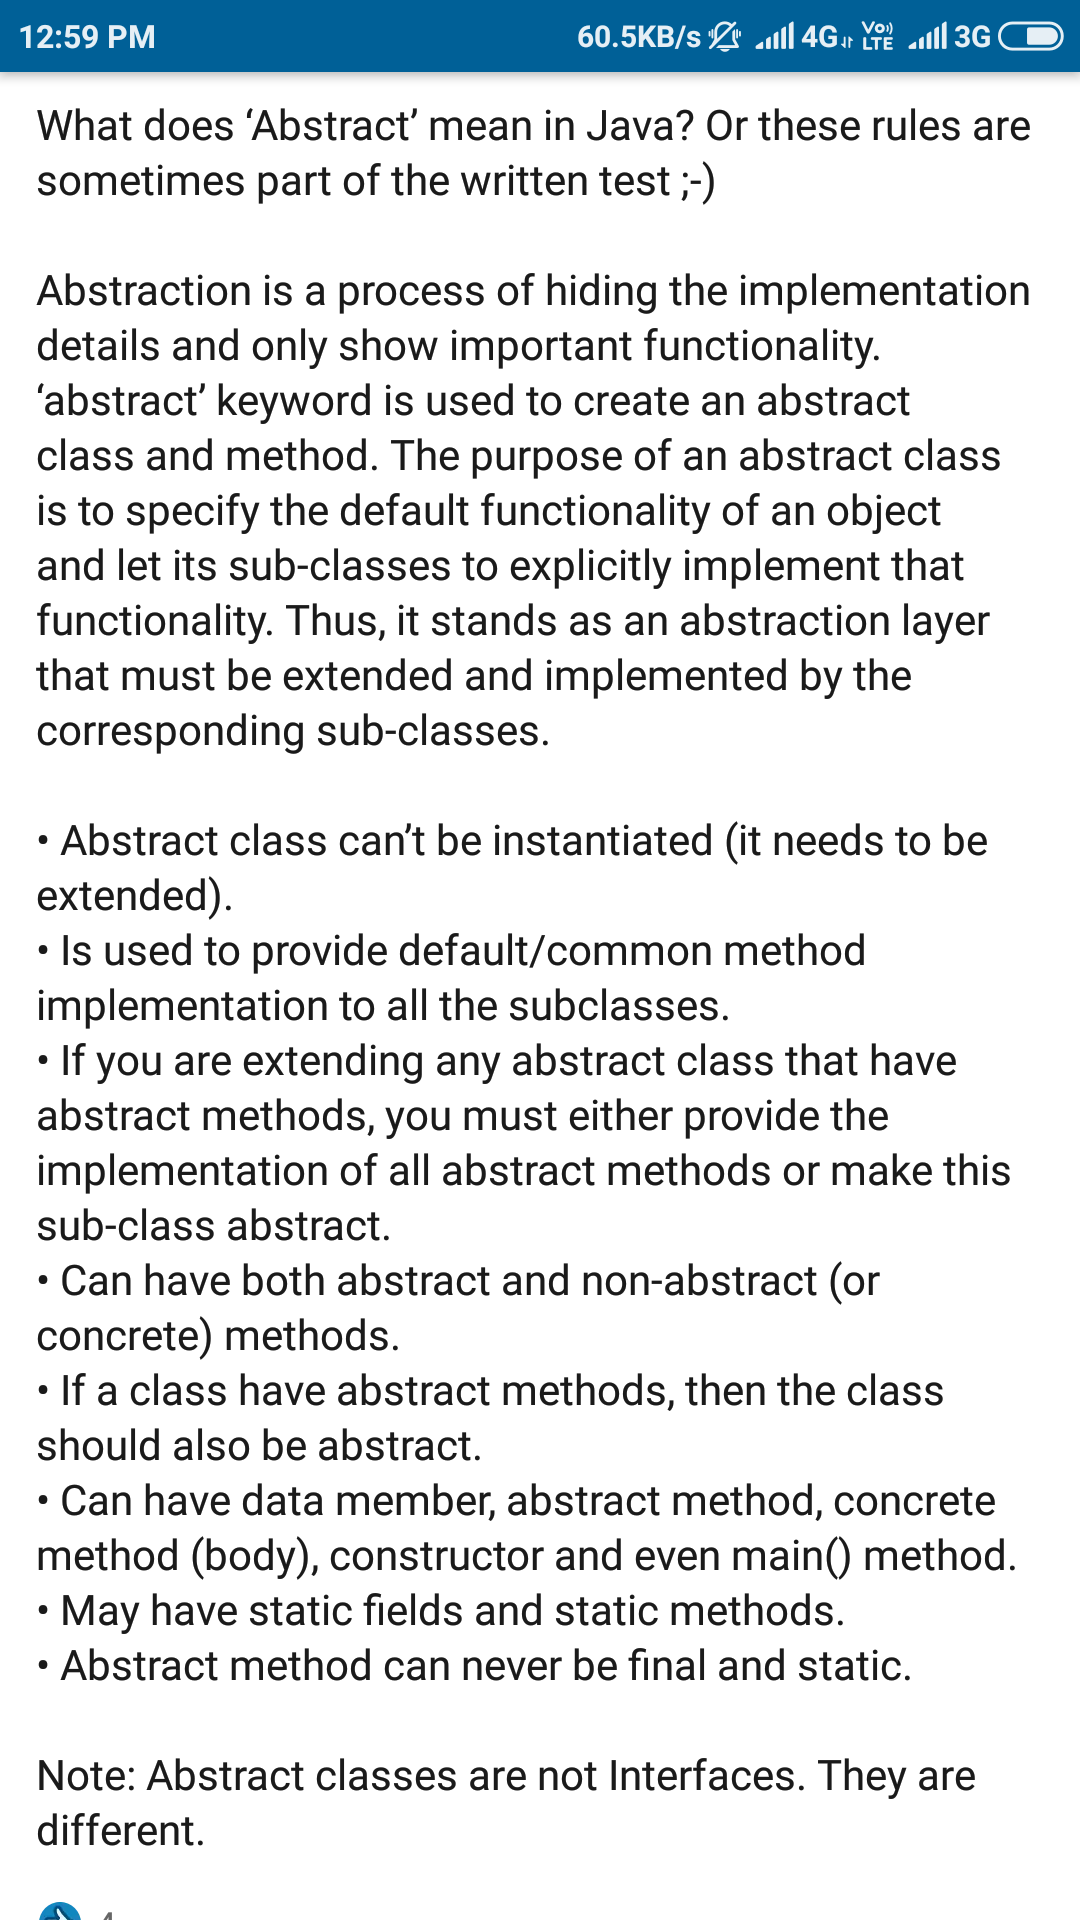 12:59 PM 60.5KB/s 4G VoLTE 3G
What does ‘Abstract’ mean in Java? Or these rules are
sometimes part of the written test ;-)
Abstraction is a process of hiding the implementation
details and only show important functionality.
‘abstract’ keyword is used to create an abstract
class and method. The purpose of an abstract class
is to specify the default functionality of an object
and let its sub-classes to explicitly implement that
functionality. Thus, it stands as an abstraction layer
that must be extended and implemented by the
corresponding sub-classes.
• Abstract class can’t be instantiated (it needs to be
extended).
• Is used to provide default/common method
implementation to all the subclasses.
• If you are extending any abstract class that have
abstract methods, you must either provide the
implementation of all abstract methods or make this
sub-class abstract.
• Can have both abstract and non-abstract (or
concrete) methods.
• If a class have abstract methods, then the class
should also be abstract.
• Can have data member, abstract method, concrete
method (body), constructor and even main() method.
• May have static fields and static methods.
• Abstract method can never be final and static.
Note: Abstract classes are not Interfaces. They are
different.